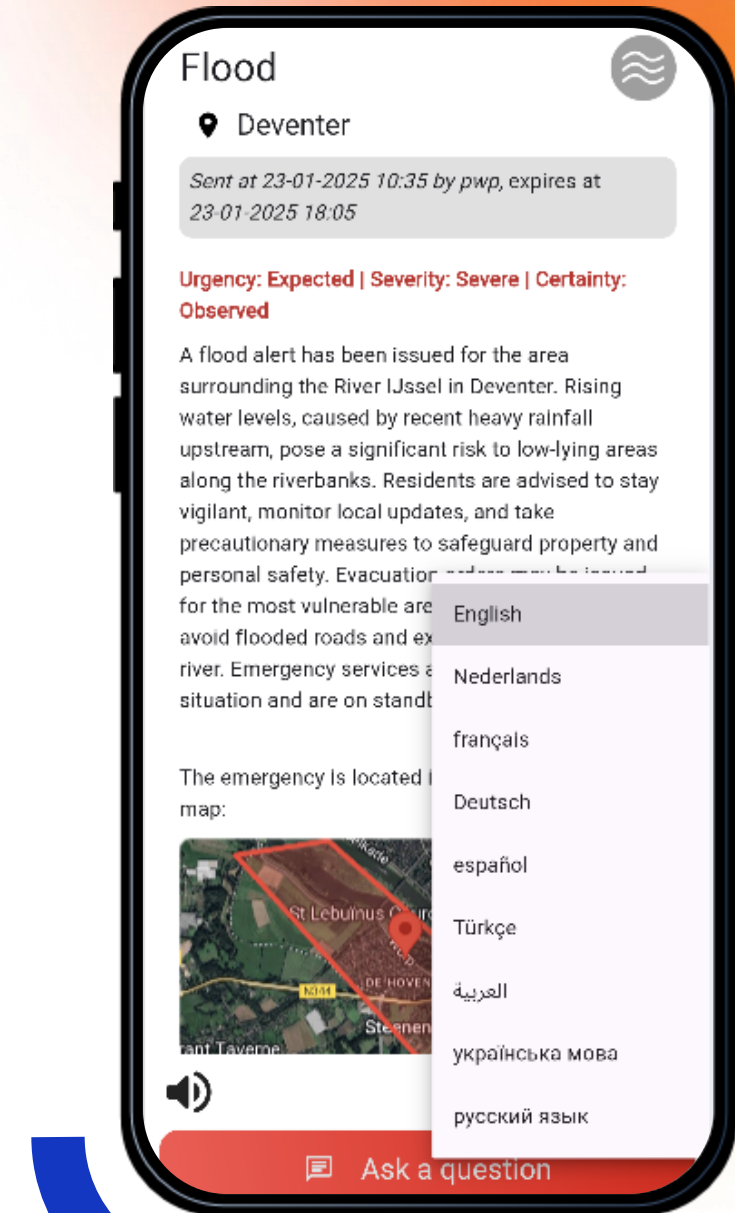 Flood
Deventer
Sent at 23-01-2025 10:35 by pwp, expires at
23-01-2025 18:05
Urgency: Expected | Severity: Severe | Certainty:
Observed
A flood alert has been issued for the area
surrounding the River IJssel in Deventer. Rising
water levels, caused by recent heavy rainfall
upstream, pose a significant risk to low-lying areas
along the riverbanks. Residents are advised to stay
vigilant, monitor local updates, and take
precautionary measures to safeguard property and
personal safety. Evacuation orders may be issued
for the most vulnerable
avoid flooded roads and
river. Emergency services
situation and are on
The emergency is located
map:
St Lebuïnus
DE HOVEN
N344
rant Taverne
English
Nederlands
français
Deutsch
español
Türkçe
العربية
українська мова
русский язык
Ask a question